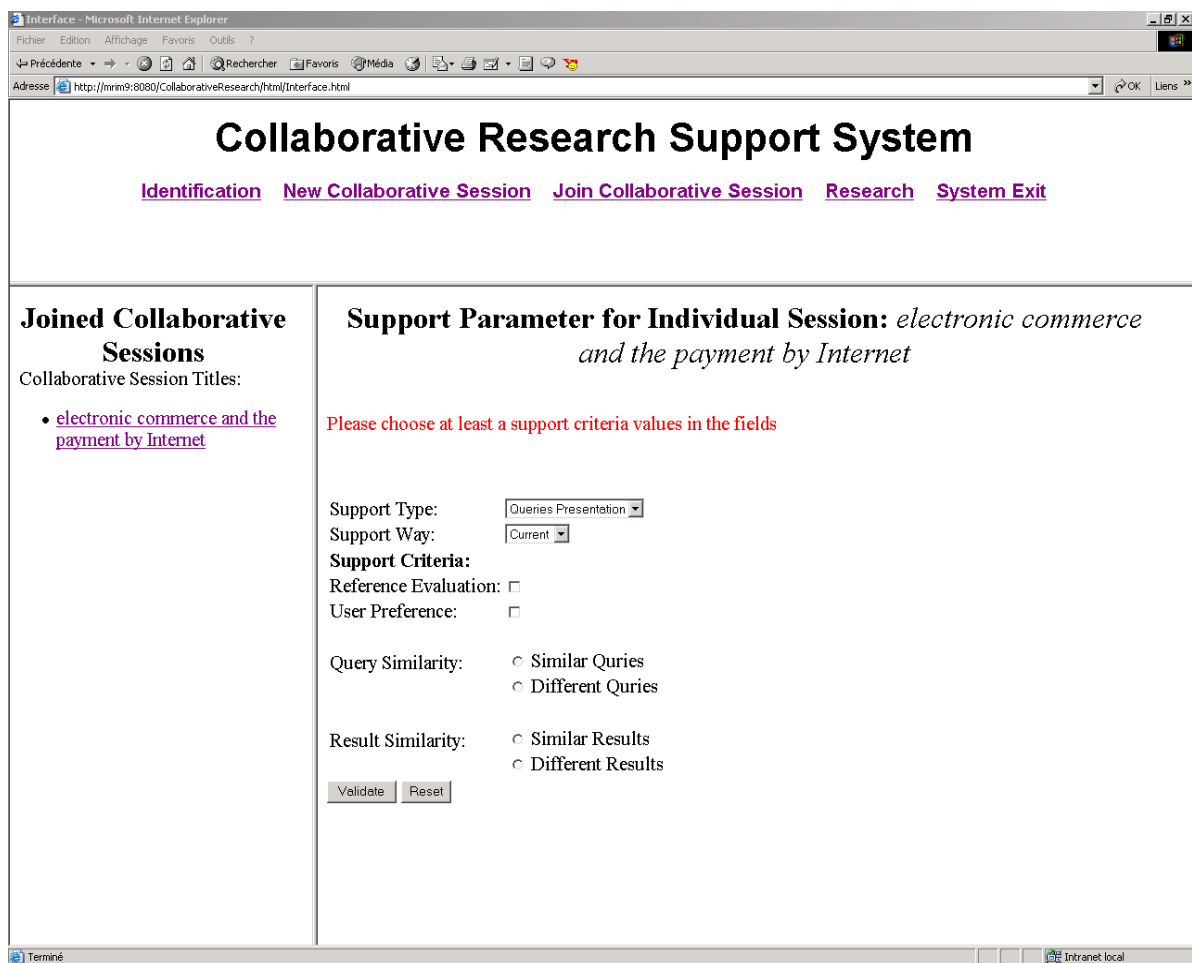 Interface - Microsoft Internet Explorer
Fichier Edition Affichage Favoris Outils ?
Précédente Rechercher Favoris Média
Adresse http://mrim9:8080/CollaborativeResearch/html/Interface.html OK Liens »
Collaborative Research Support System
Identification New Collaborative Session Join Collaborative Session Research System Exit
Joined Collaborative
Sessions
Collaborative Session Titles:
electronic commerce and the
payment by Internet
Support Parameter for Individual Session: electronic commerce
and the payment by Internet
Please choose at least a support criteria values in the fields
Support Type: Queries Presentation
Support Way: Current
Support Criteria:
Reference Evaluation:
User Preference:
Query Similarity: Similar Quries
Different Quries
Result Similarity: Similar Results
Different Results
Validate Reset
Terminé Intranet local